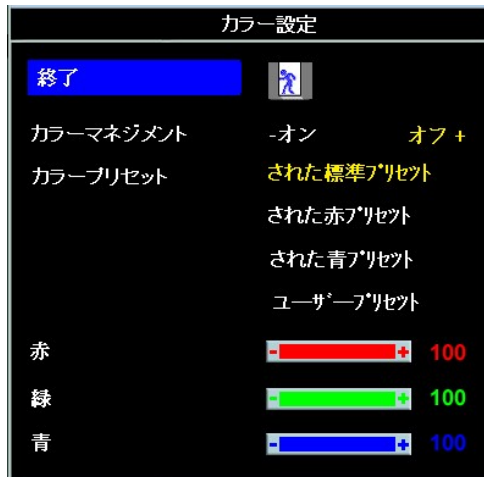 カラー設定
終了
カラーマネジメント -オン オフ +
カラープリセット された標準プリセット
された赤プリセット
された青プリセット
ユーザープリセット
赤 - + 100
緑 - + 100
青 - + 100